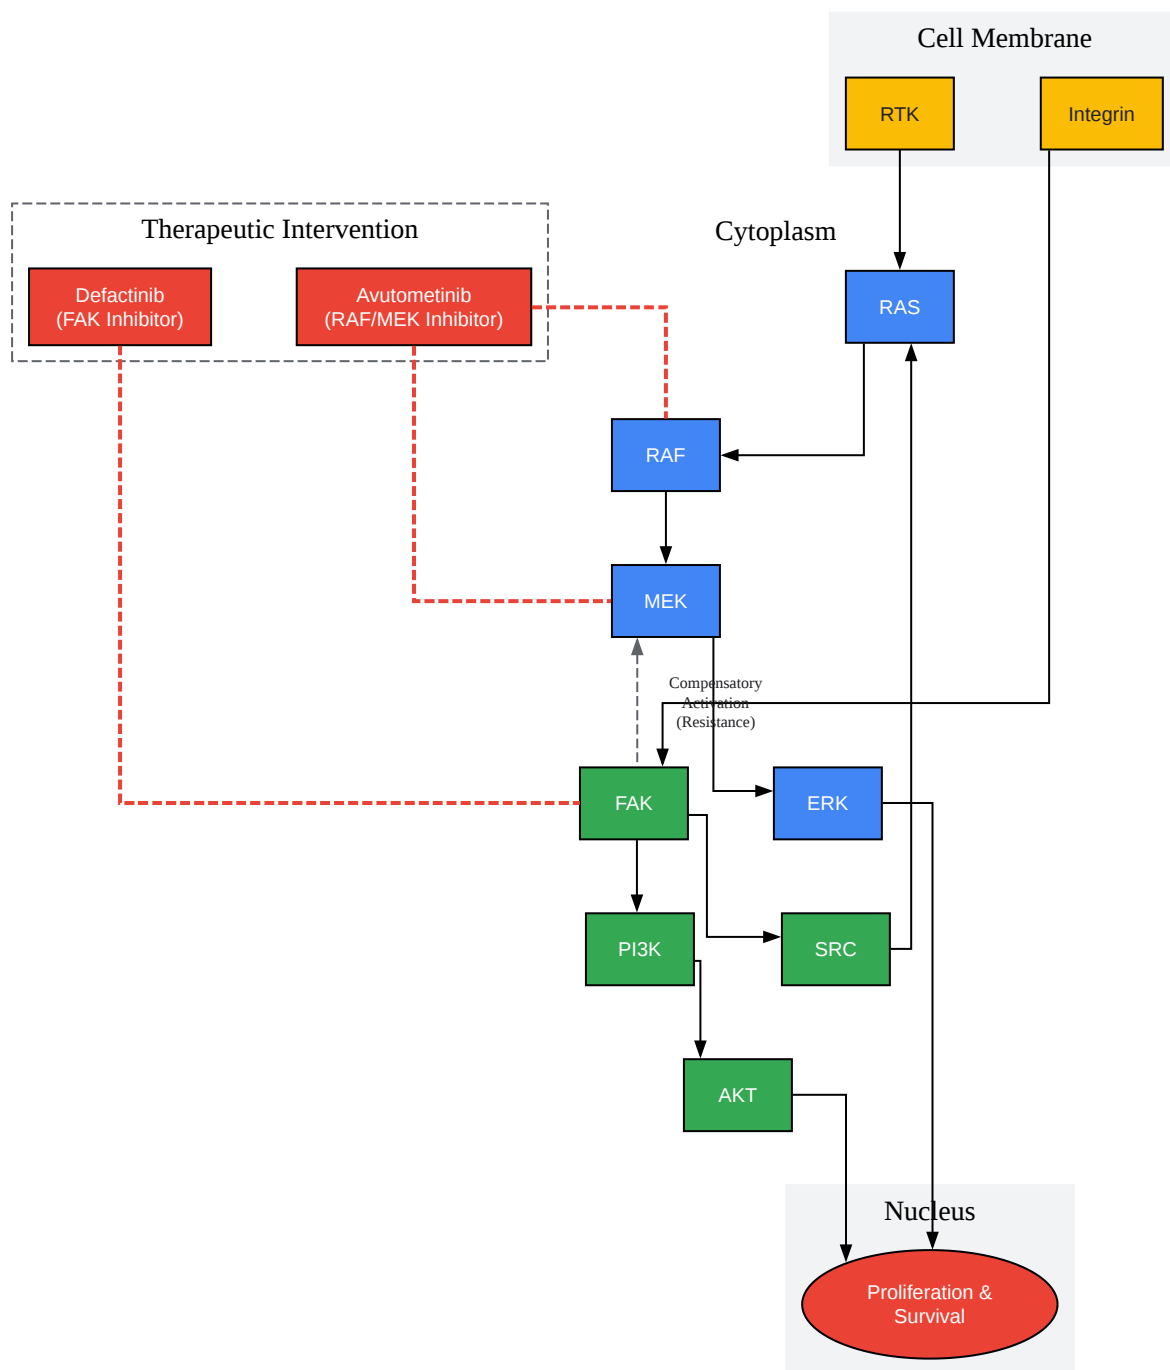 Cell Membrane
RTK
Integrin
Therapeutic Intervention
Cytoplasm
Defactinib
(FAK Inhibitor)
Avutometinib
(RAF/MEK Inhibitor)
RAS
RAF
MEK
Compensatory
Activation
(Resistance)
FAK
ERK
PI3K
SRC
AKT
Nucleus
Proliferation &
Survival